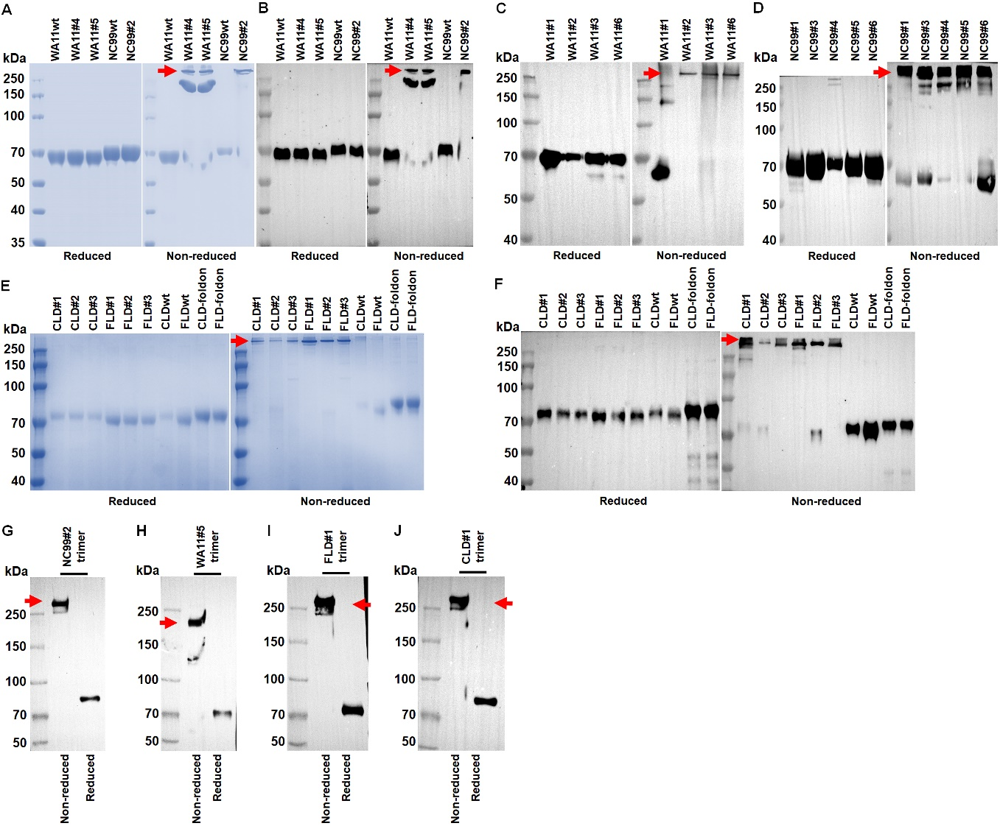 A
WA11wt
WA11#4
WA11#5
NC99wt
NC99#2
WA11wt
WA11#4
WA11#5
NC99wt
NC99#2
kDa
250
150
100
70
50
40
35
Reduced
Non-reduced
B
WA11wt
WA11#4
WA11#5
NC99wt
NC99#2
WA11wt
WA11#4
WA11#5
NC99wt
NC99#2
Reduced
Non-reduced
C
WA11#1
WA11#2
WA11#3
WA11#6
WA11#1
WA11#2
WA11#3
WA11#6
kDa
250
150
100
70
50
40
Reduced
Non-reduced
D
NC99#1
NC99#3
NC99#4
NC99#5
NC99#6
NC99#1
NC99#3
NC99#4
NC99#5
NC99#6
kDa
250
150
100
70
50
40
Reduced
Non-reduced
E
CLD#1
CLD#2
CLD#3
FLD#1
FLD#2
FLD#3
CLDwt
FLDwt
CLD-foldon
FLD-foldon
CLD#1
CLD#2
CLD#3
FLD#1
FLD#2
FLD#3
CLDwt
FLDwt
CLD-foldon
FLD-foldon
kDa
250
150
100
70
50
40
Reduced
Non-reduced
F
CLD#1
CLD#2
CLD#3
FLD#1
FLD#2
FLD#3
CLDwt
FLDwt
CLD-foldon
FLD-foldon
CLD#1
CLD#2
CLD#3
FLD#1
FLD#2
FLD#3
CLDwt
FLDwt
CLD-foldon
FLD-foldon
kDa
250
150
100
70
50
40
Reduced
Non-reduced
G
NC99#2
trimer
kDa
250
150
100
70
50
Non-reduced
Reduced
H
WA11#5
trimer
kDa
250
150
100
70
50
Non-reduced
Reduced
I
FLD#1
trimer
kDa
250
150
100
70
50
Non-reduced
Reduced
J
CLD#1
trimer
kDa
250
150
100
70
50
Non-reduced
Reduced